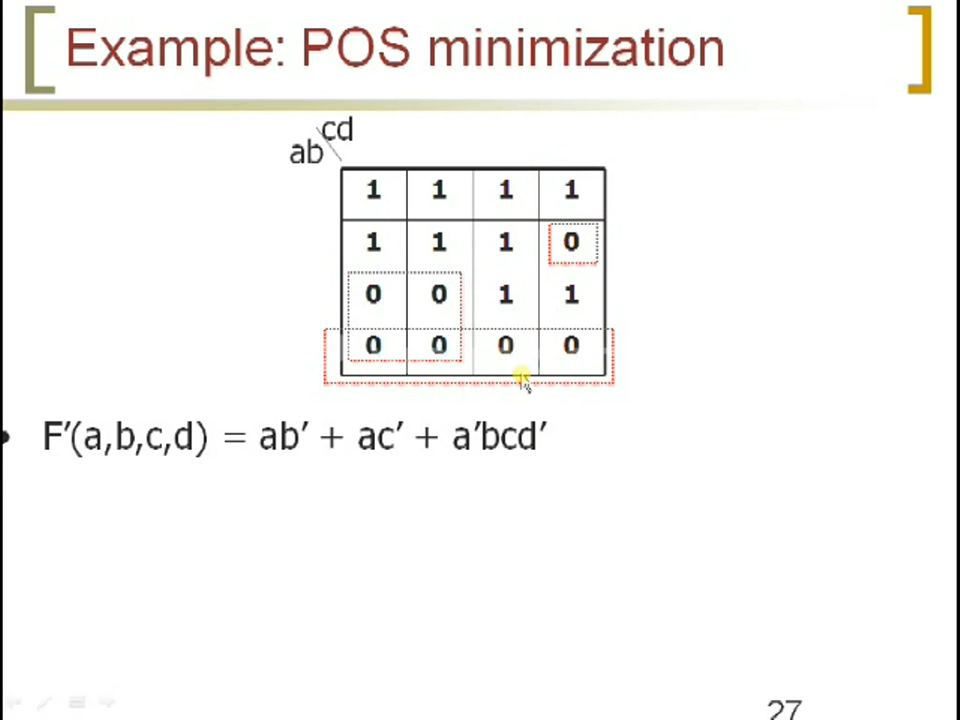 Example: POS minimization
cd
ab
1 1 1 1
1 1 1 0
0 0 1 1
0 0 0 0
F′(a,b,c,d) = ab′ + ac′ + a′bcd′
27